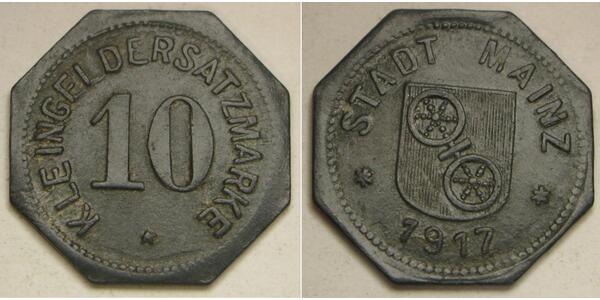 KLEINGELDERSATZMARKE
10
STADT MAINZ
1917